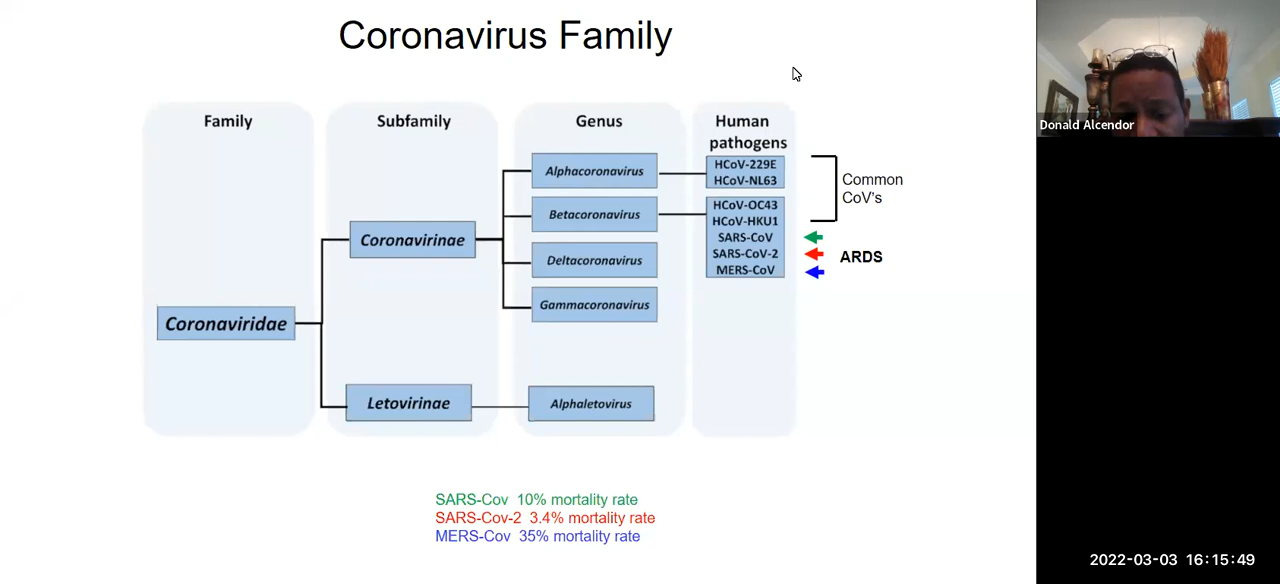 Coronavirus Family
Family
Subfamily
Genus
Human
pathogens
Alphacoronavirus
HCoV-229E
HCoV-NL63
Common
CoV's
Betacoronavirus
HCoV-OC43
HCoV-HKU1
SARS-CoV
SARS-CoV-2
MERS-CoV
ARDS
Coronavirinae
Deltacoronavirus
Gammacoronavirus
Coronaviridae
Letovirinae
Alphaletovirus
SARS-Cov 10% mortality rate
SARS-Cov-2 3.4% mortality rate
MERS-Cov 35% mortality rate
Donald Alcendor
2022-03-03 16:15:49